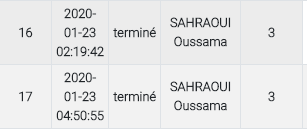 16 2020-01-23 02:19:42 terminé SAHRAOUI Oussama 3
17 2020-01-23 04:50:55 terminé SAHRAOUI Oussama 3